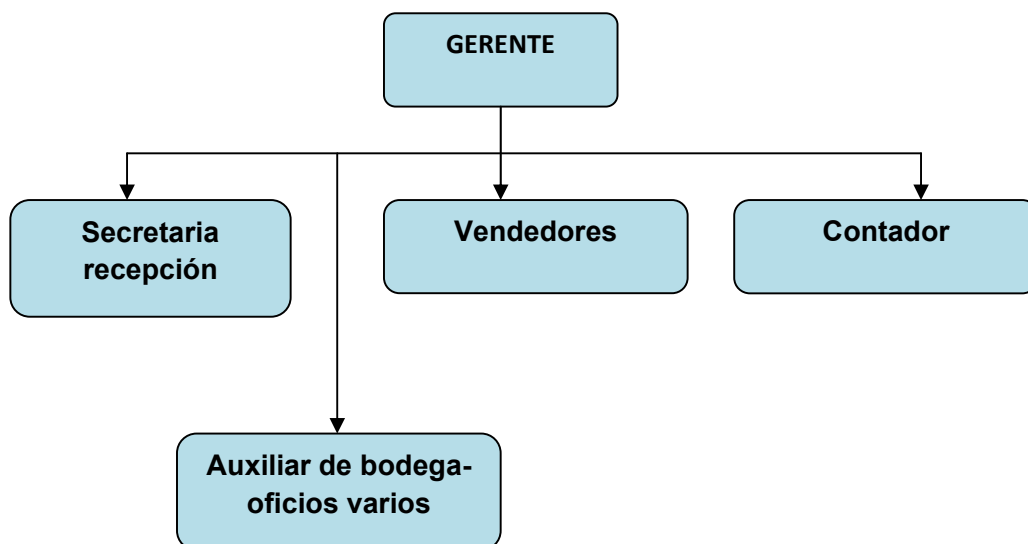 GERENTE
Secretaria
recepción
Vendedores
Contador
Auxiliar de bodega-
oficios varios